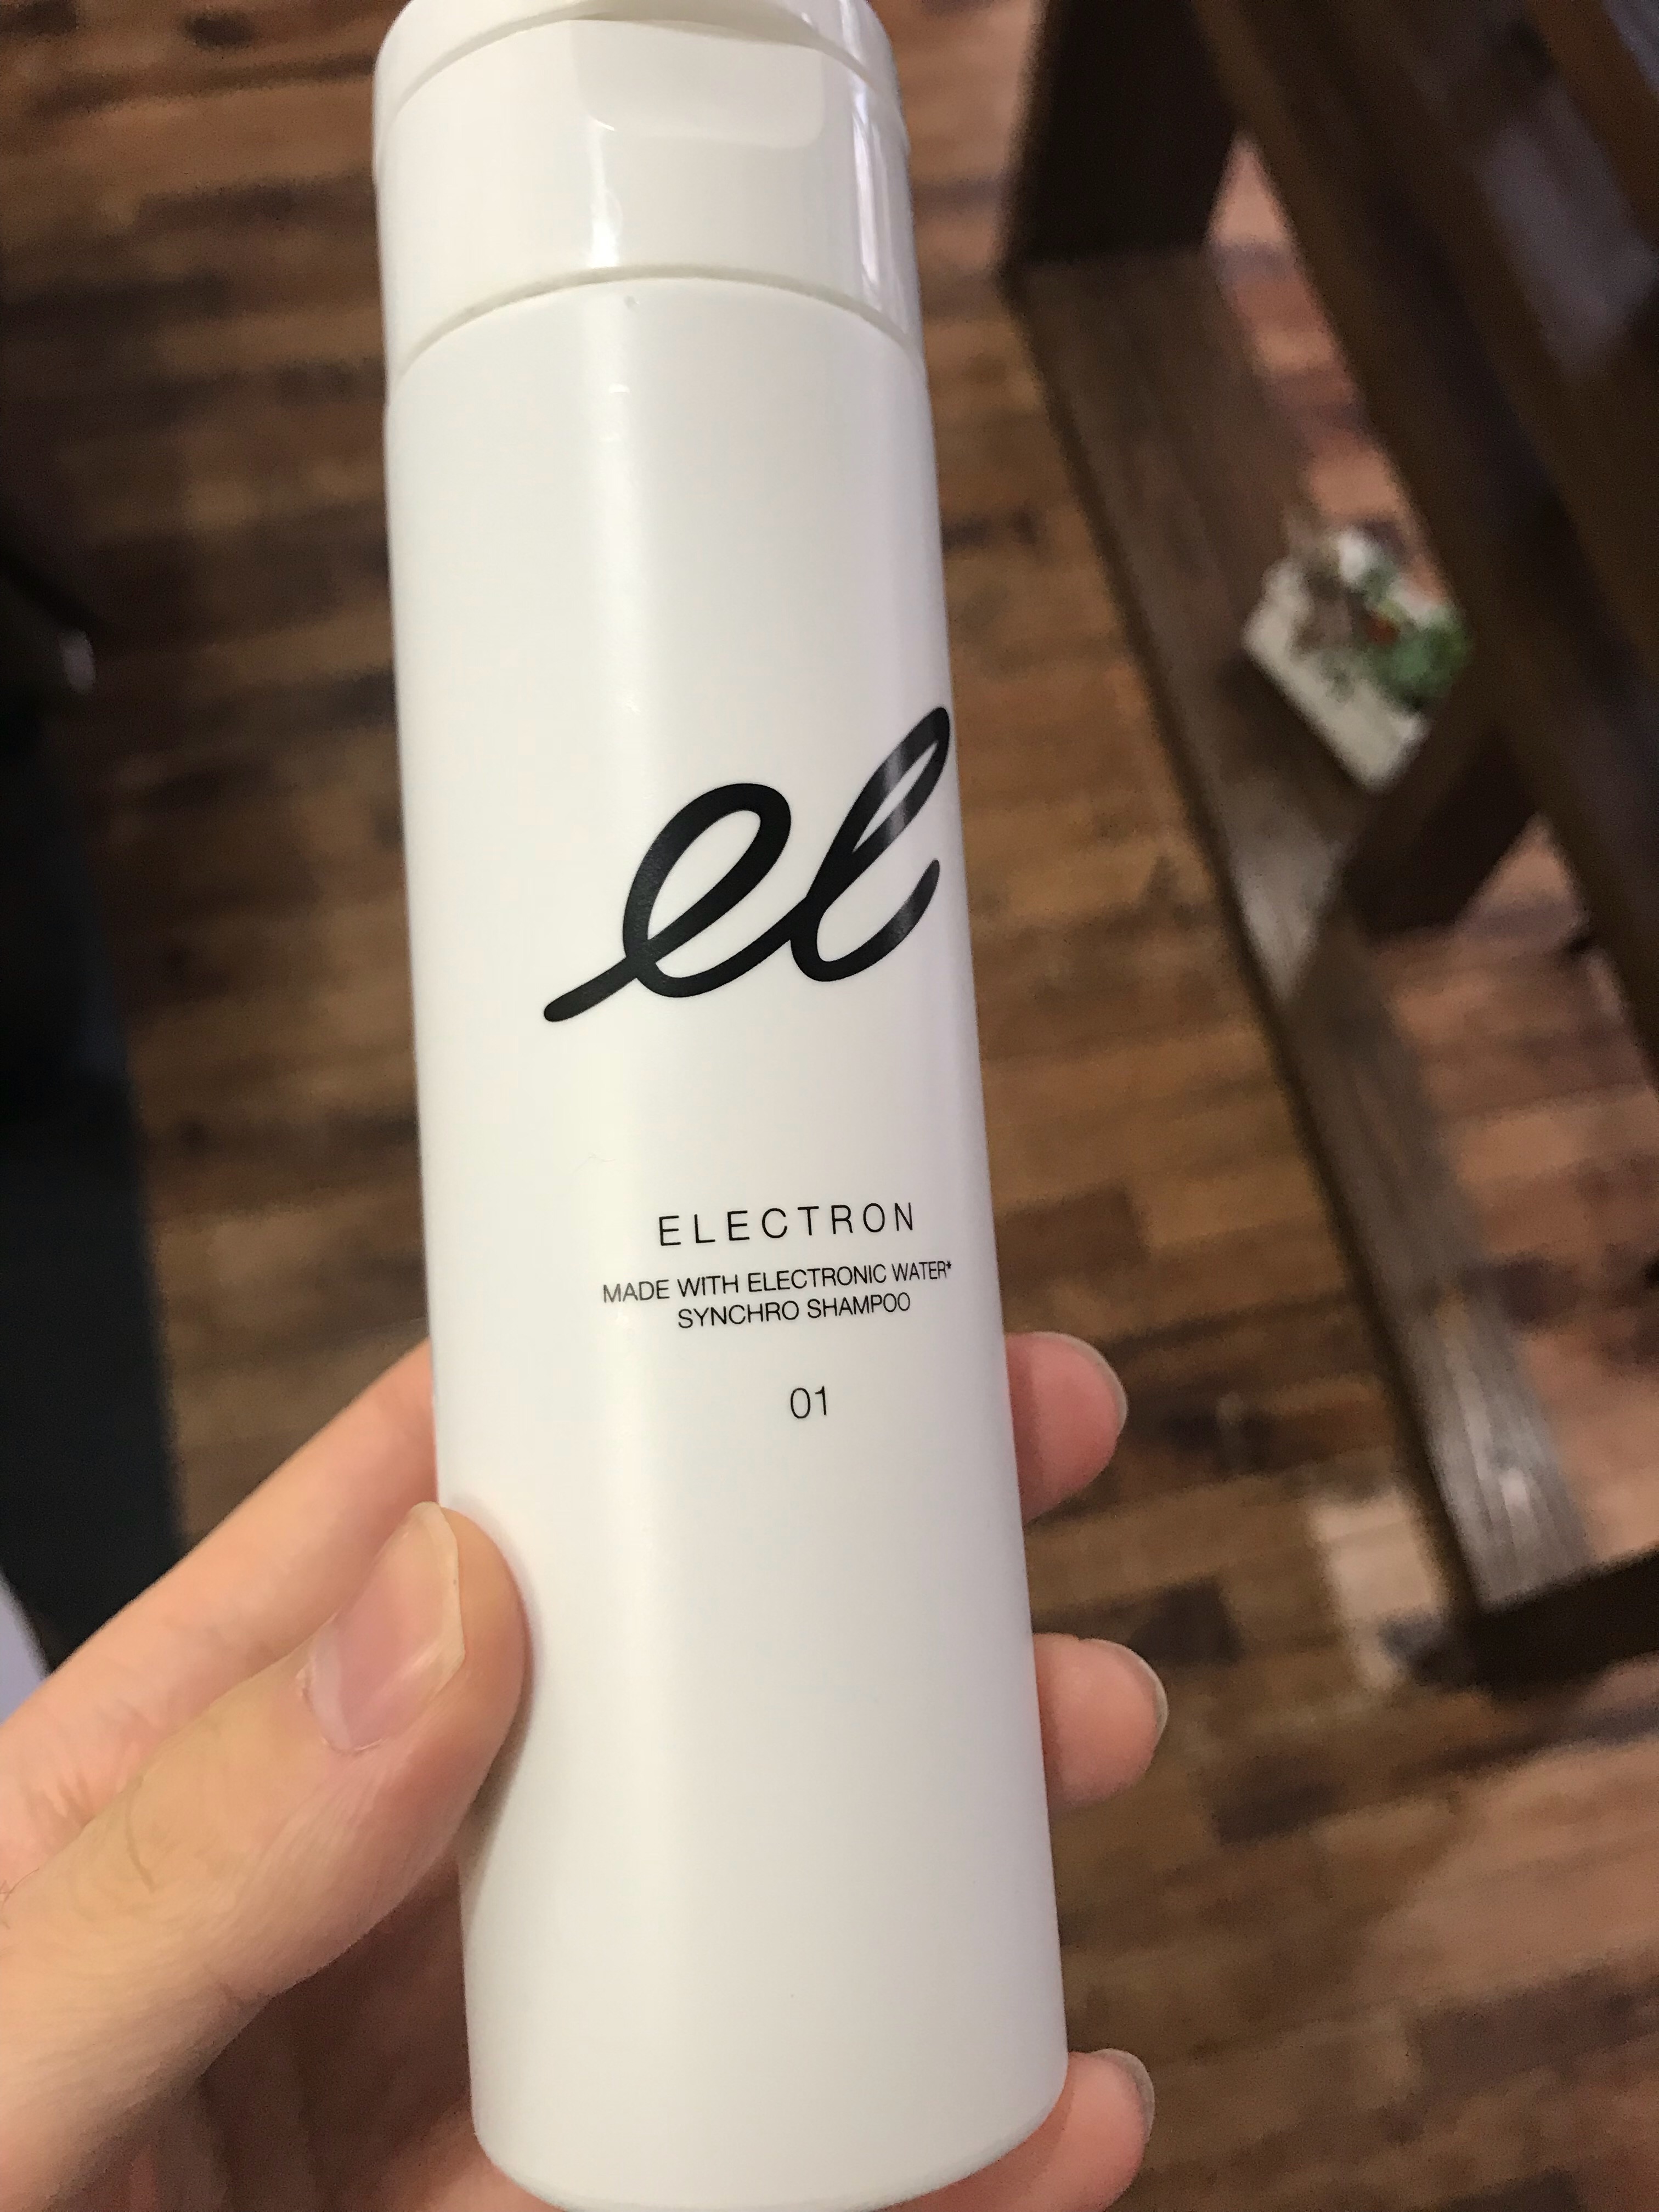 el
ELECTRON
MADE WITH ELECTRONIC WATER*
SYNCHRO SHAMPOO
01